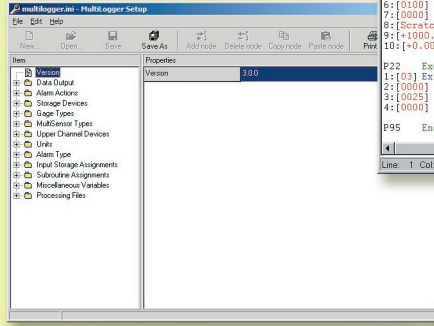 multilogger.ini - MultiLogger Setup
File Edit Help
New... Open... Save Save As Add node Delete node Copy node Paste node Print
Item Properties
Version Version 3.0.0
Data Output
Alarm Actions
Storage Devices
Gage Types
MultiSensor Types
Upper Channel Devices
Units
Alarm Type
Input Storage Assignments
Subroutine Assignments
Miscellaneous Variables
Processing Files
6:[0100]
7:[0000]
8:[Scratc
9:[+1000.
10:[+0.00
P22 Ex
1:[03] Ex
2:[0000]
3:[0025]
4:[0000]
P95 En
Line: 1 Col: